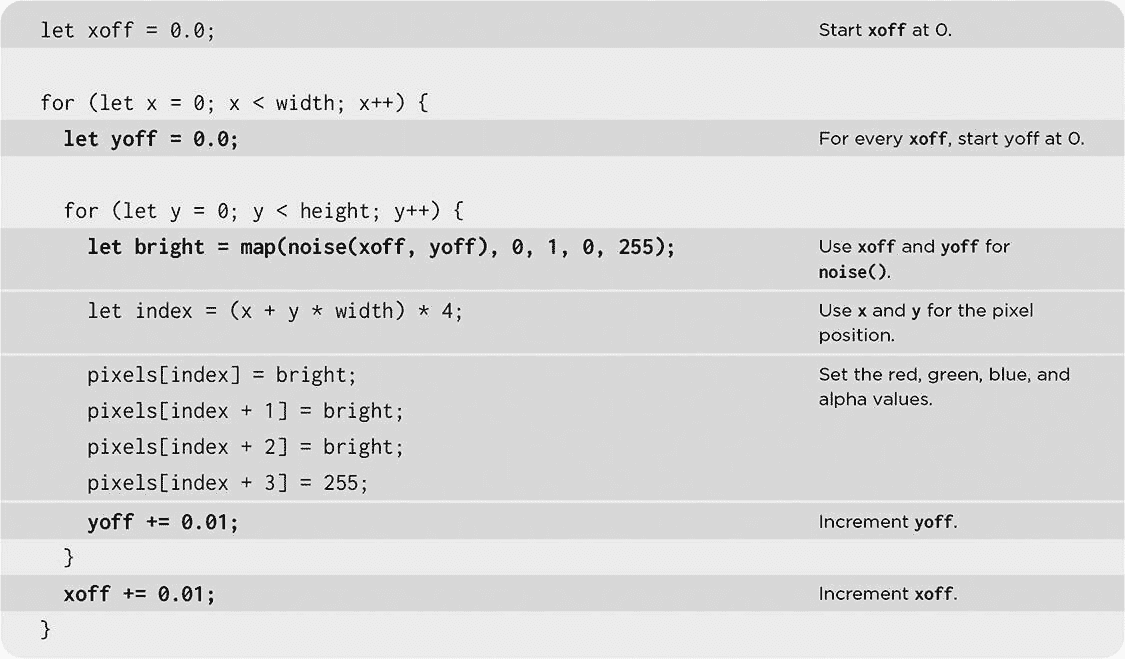 let xoff = 0.0;
Start xoff at 0.
for (let x = 0; x < width; x++) {
let yoff = 0.0;
For every xoff, start yoff at 0.
for (let y = 0; y < height; y++) {
let bright = map(noise(xoff, yoff), 0, 1, 0, 255);
Use xoff and yoff for
noise().
let index = (x + y * width) * 4;
Use x and y for the pixel
position.
pixels[index] = bright;
Set the red, green, blue, and
alpha values.
pixels[index + 1] = bright;
pixels[index + 2] = bright;
pixels[index + 3] = 255;
yoff += 0.01;
Increment yoff.
}
xoff += 0.01;
Increment xoff.
}